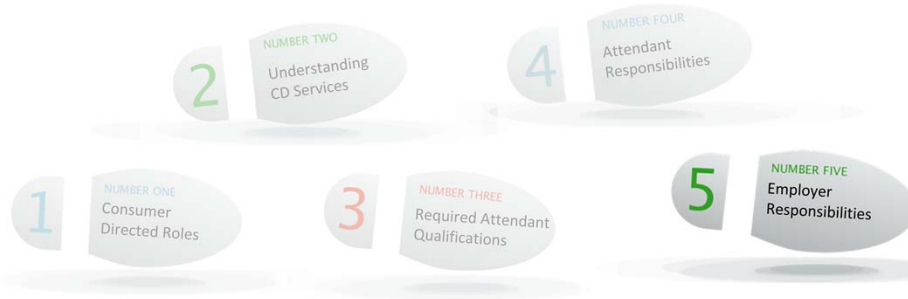 1
NUMBER ONE
Consumer
Directed Roles
2
NUMBER TWO
Understanding
CD Services
3
NUMBER THREE
Required Attendant
Qualifications
4
NUMBER FOUR
Attendant
Responsibilities
5
NUMBER FIVE
Employer
Responsibilities